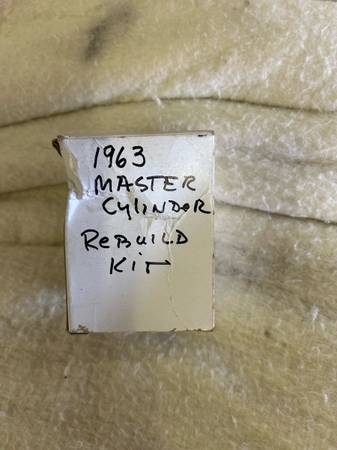 1963
MASTER
CyliNDeR
ReBUILD
KiT